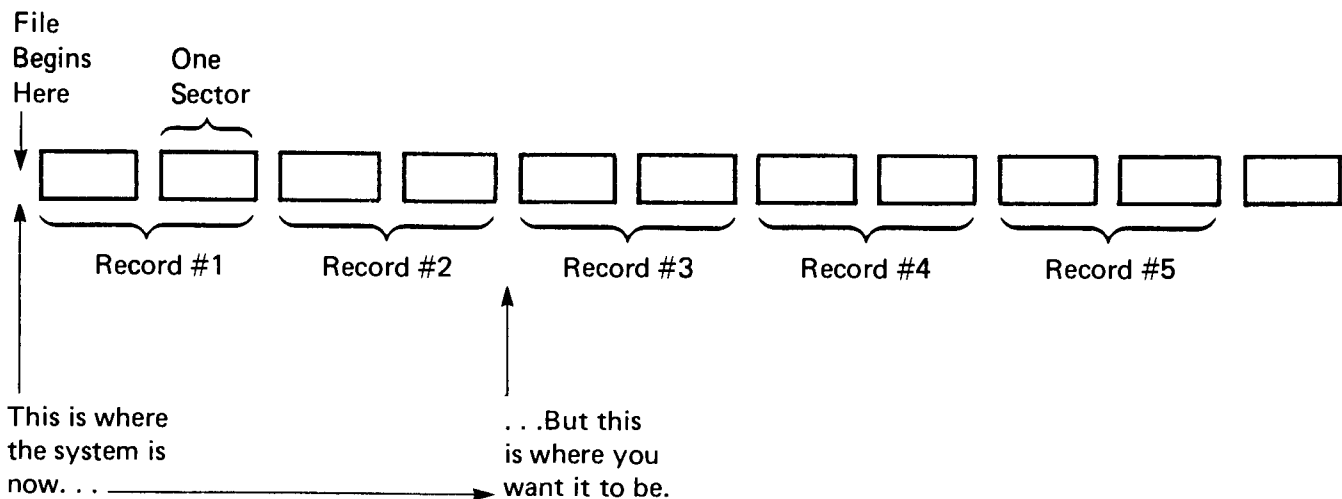 File
Begins
Here
One
Sector
Record #1
Record #2
Record #3
Record #4
Record #5
This is where
the system is
now. . .
. . .But this
is where you
want it to be.